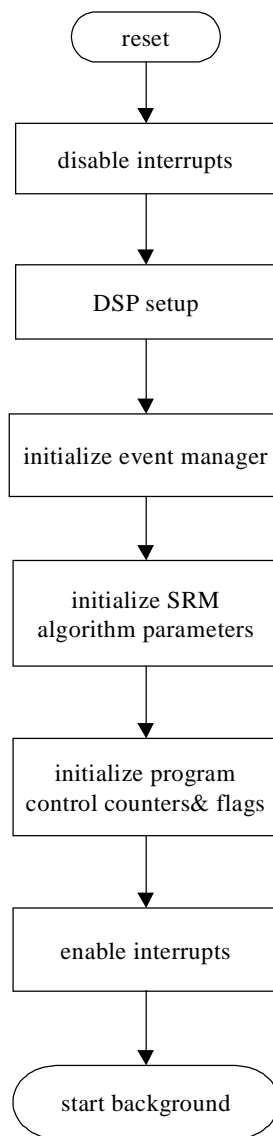 reset
disable interrupts
DSP setup
initialize event manager
initialize SRM
algorithm parameters
initialize program
control counters& flags
enable interrupts
start background